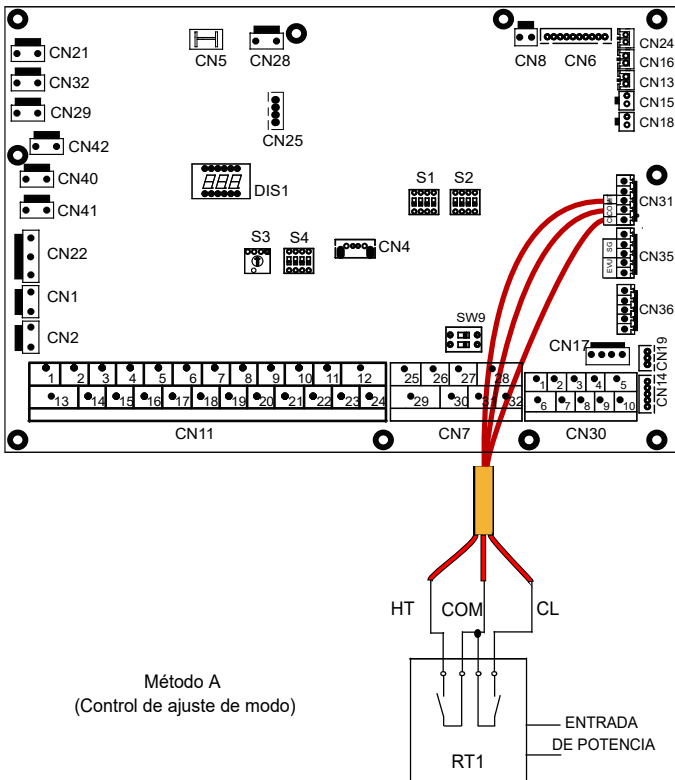 CN21
CN5
CN28
CN8
CN6
CN24
CN16
CN32
CN13
CN29
CN15
CN25
CN18
CN42
CN40
DIS1
S1
S2
CN31
CN41
COM
CN22
S3
S4
CN4
SG
EVU
CN35
CN1
CN36
SW9
CN2
CN17
CN19
1 2 3 4 5 6 7 8 9 10 11 12
25 26 27 28
1 2 3 4 5
CN14
13 14 15 16 17 18 19 20 21 22 23 24
29 30 31 32
6 7 8 9 10
CN11
CN7
CN30
HT
COM
CL
Método A
(Control de ajuste de modo)
ENTRADA
DE POTENCIA
RT1